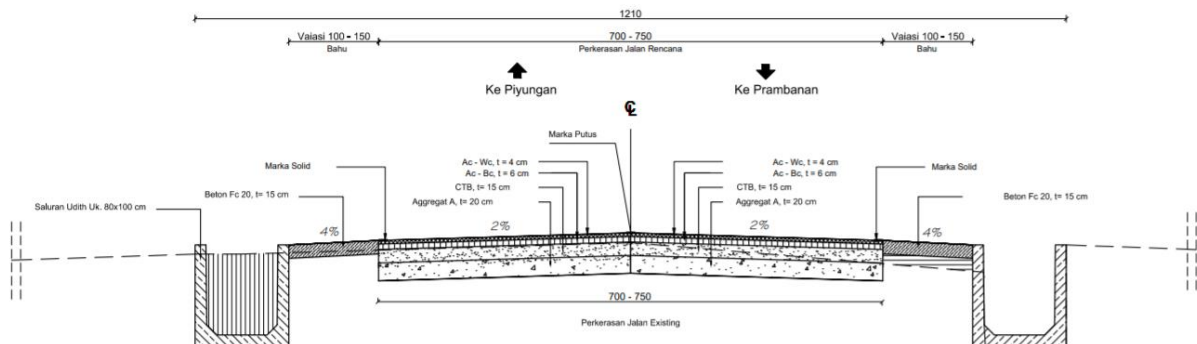 1210
Vaiasi 100 - 150
700 - 750
Vaiasi 100 - 150
Bahu
Perkerasan Jalan Rencana
Bahu
Ke Piyungan
Ke Prambanan
CL
Marka Putus
Marka Solid
Ac - Wc, t = 4 cm
Ac - Wc, t = 4 cm
Marka Solid
Ac - Bc, t = 6 cm
Ac - Bc, t = 6 cm
Beton Fc 20, t= 15 cm
CTB, t= 15 cm
CTB, t= 15 cm
Beton Fc 20, t= 15 cm
Saluran Udith Uk. 80x100 cm
Aggregat A, t= 20 cm
Aggregat A, t= 20 cm
4%
2%
2%
4%
700 - 750
Perkerasan Jalan Existing